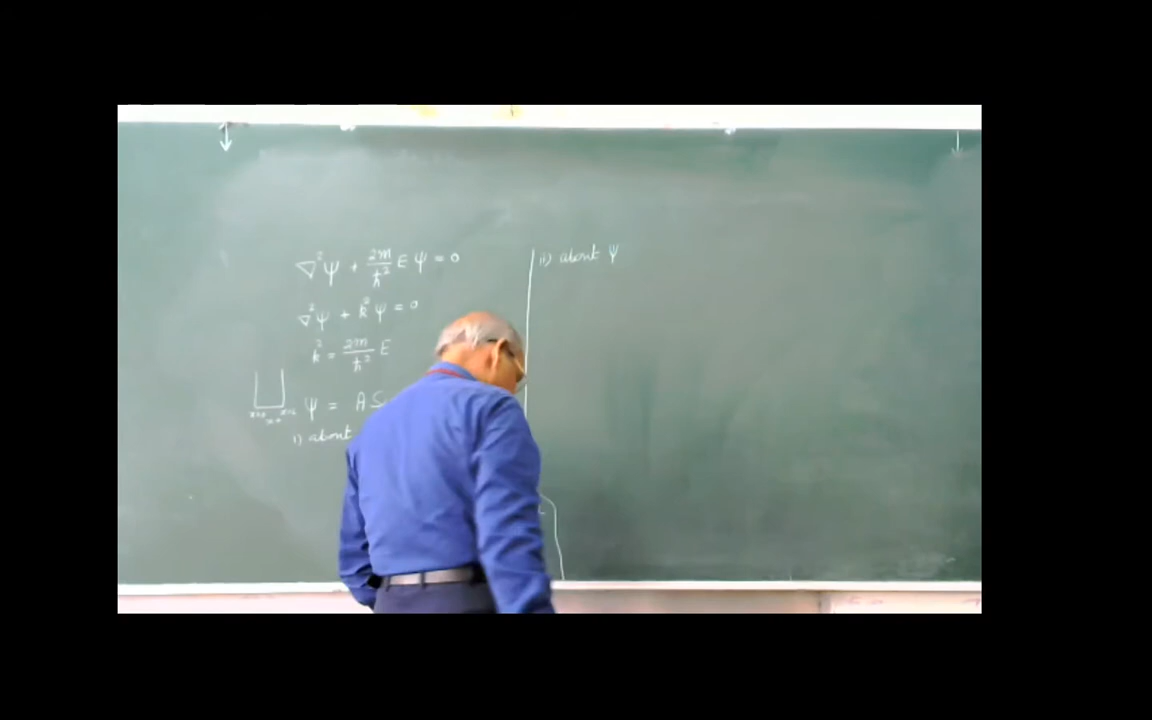 ∇²ψ + 2m/ħ² E ψ = 0
∇²ψ + k²ψ = 0
k² = 2m/ħ² E
ψ = A S
i) about
ii) about ψ